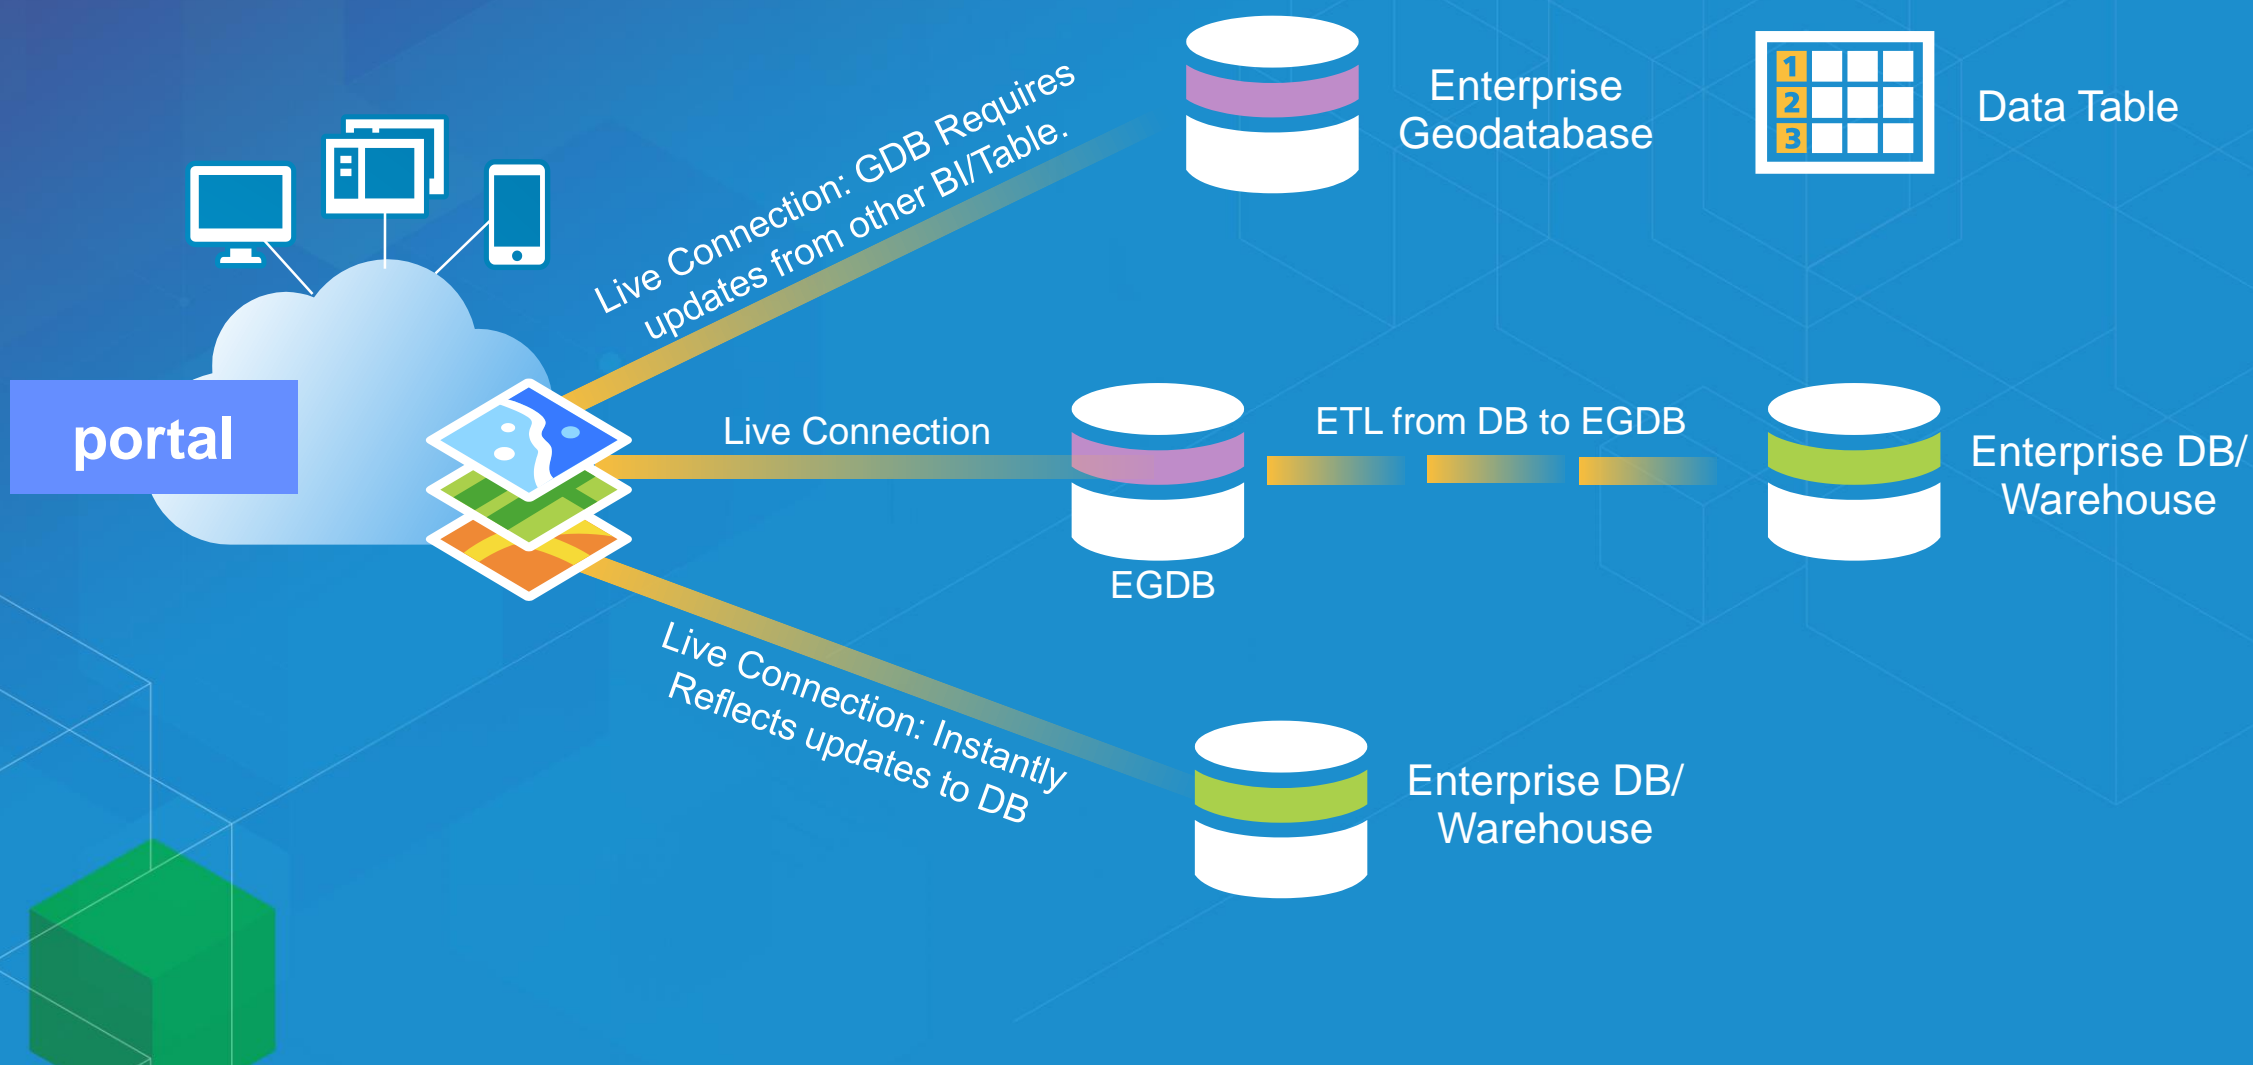 Live Connection: GDB Requires
updates from other BI/Table.
Enterprise
Geodatabase
1
2
3
Data Table
portal
Live Connection
EGDB
ETL from DB to EGDB
Enterprise DB/
Warehouse
Live Connection: Instantly
Reflects updates to DB
Enterprise DB/
Warehouse